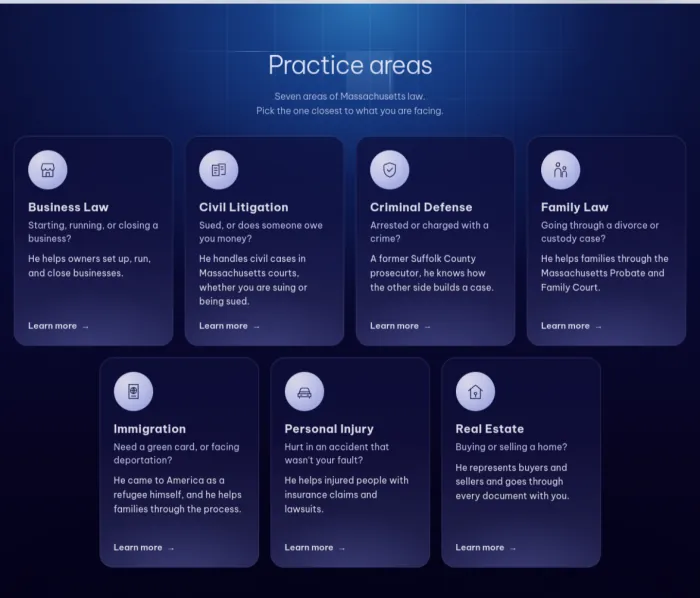 Practice areas
Seven areas of Massachusetts law.
Pick the one closest to what you are facing.
Business Law
Starting, running, or closing a
business?
He helps owners set up, run,
and close businesses.
Learn more →
Civil Litigation
Sued, or does someone owe
you money?
He handles civil cases in
Massachusetts courts,
whether you are suing or
being sued.
Learn more →
Criminal Defense
Arrested or charged with a
crime?
A former Suffolk County
prosecutor, he knows how
the other side builds a case.
Learn more →
Family Law
Going through a divorce or
custody case?
He helps families through the
Massachusetts Probate and
Family Court.
Learn more →
Immigration
Need a green card, or facing
deportation?
He came to America as a
refugee himself, and he helps
families through the process.
Learn more →
Personal Injury
Hurt in an accident that
wasn't your fault?
He helps injured people with
insurance claims and
lawsuits.
Learn more →
Real Estate
Buying or selling a home?
He represents buyers and
sellers and goes through
every document with you.
Learn more →